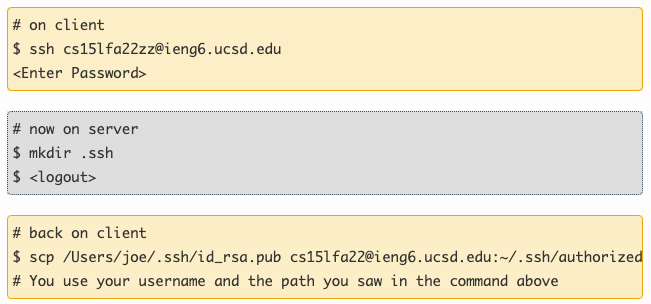 # on client
$ ssh cs15lfa22zz@ieng6.ucsd.edu
<Enter Password>
# now on server
$ mkdir .ssh
$ <logout>
# back on client
$ scp /Users/joe/.ssh/id_rsa.pub cs15lfa22@ieng6.ucsd.edu:~/.ssh/authorized
# You use your username and the path you saw in the command above